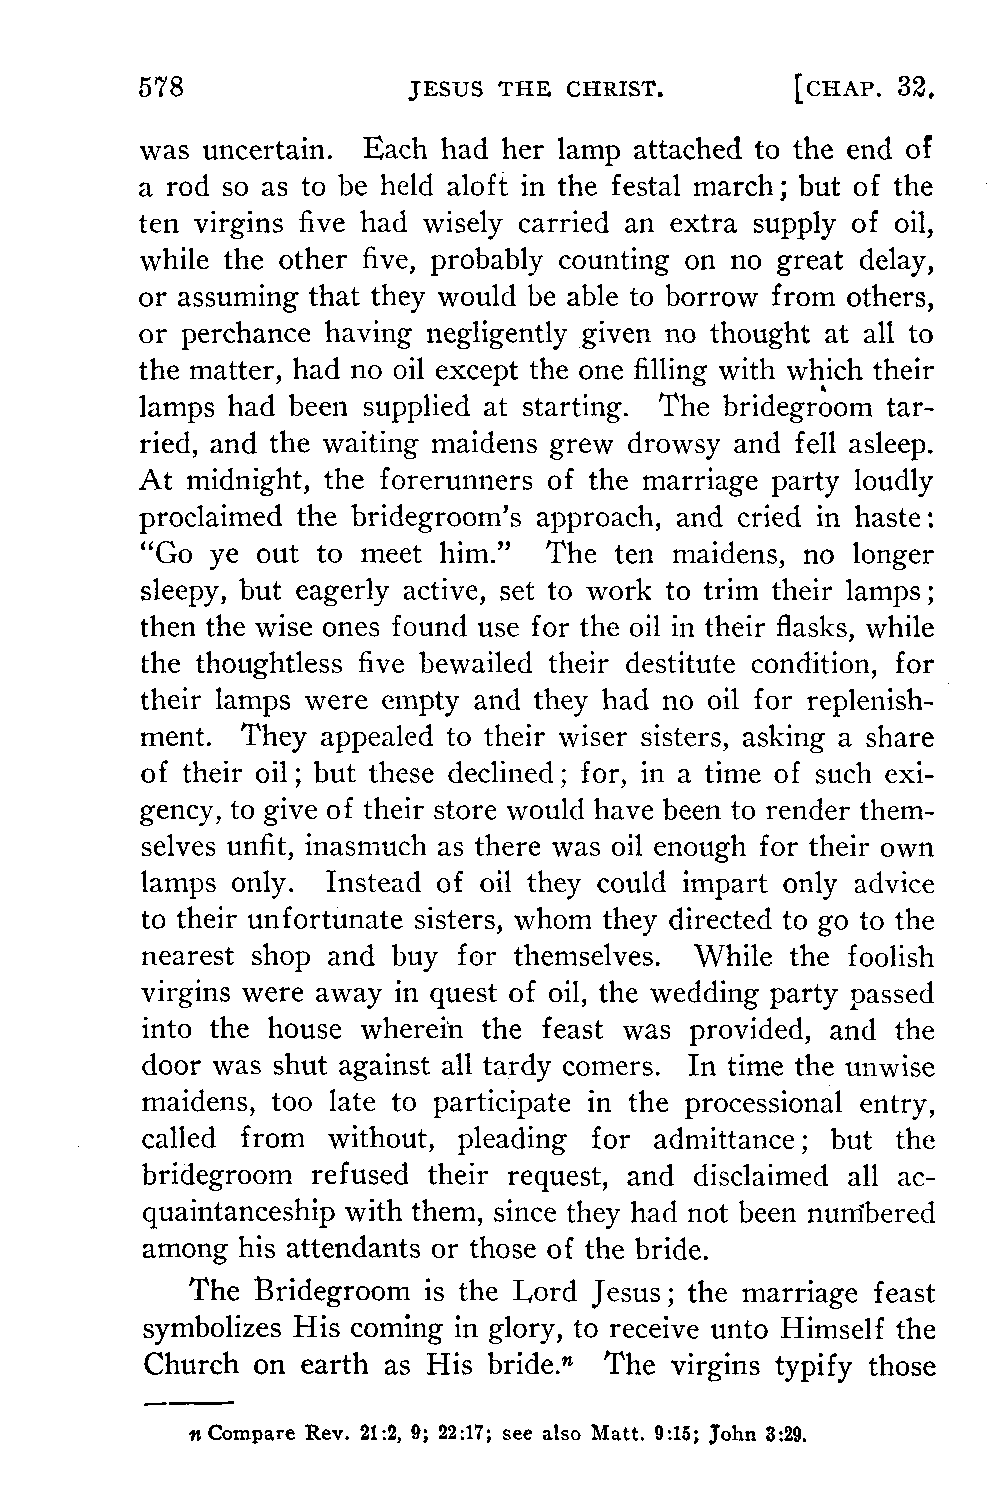 578 JESUS THE CHRIST. [CHAP. 32.
was uncertain. Each had her lamp attached to the end of
a rod so as to be held aloft in the festal march; but of the
ten virgins five had wisely carried an extra supply of oil,
while the other five, probably counting on no great delay,
or assuming that they would be able to borrow from others,
or perchance having negligently given no thought at all to
the matter, had no oil except the one filling with which their
lamps had been supplied at starting. The bridegroom tar-
ried, and the waiting maidens grew drowsy and fell asleep.
At midnight, the forerunners of the marriage party loudly
proclaimed the bridegroom's approach, and cried in haste:
“Go ye out to meet him.” The ten maidens, no longer
sleepy, but eagerly active, set to work to trim their lamps;
then the wise ones found use for the oil in their flasks, while
the thoughtless five bewailed their destitute condition, for
their lamps were empty and they had no oil for replenish-
ment. They appealed to their wiser sisters, asking a share
of their oil; but these declined; for, in a time of such exi-
gency, to give of their store would have been to render them-
selves unfit, inasmuch as there was oil enough for their own
lamps only. Instead of oil they could impart only advice
to their unfortunate sisters, whom they directed to go to the
nearest shop and buy for themselves. While the foolish
virgins were away in quest of oil, the wedding party passed
into the house wherein the feast was provided, and the
door was shut against all tardy comers. In time the unwise
maidens, too late to participate in the processional entry,
called from without, pleading for admittance; but the
bridegroom refused their request, and disclaimed all ac-
quaintanceship with them, since they had not been numbered
among his attendants or those of the bride.
The Bridegroom is the Lord Jesus; the marriage feast
symbolizes His coming in glory, to receive unto Himself the
Church on earth as His bride.n The virgins typify those
n Compare Rev. 21:2, 9; 22:17; see also Matt. 9:15; John 3:29.